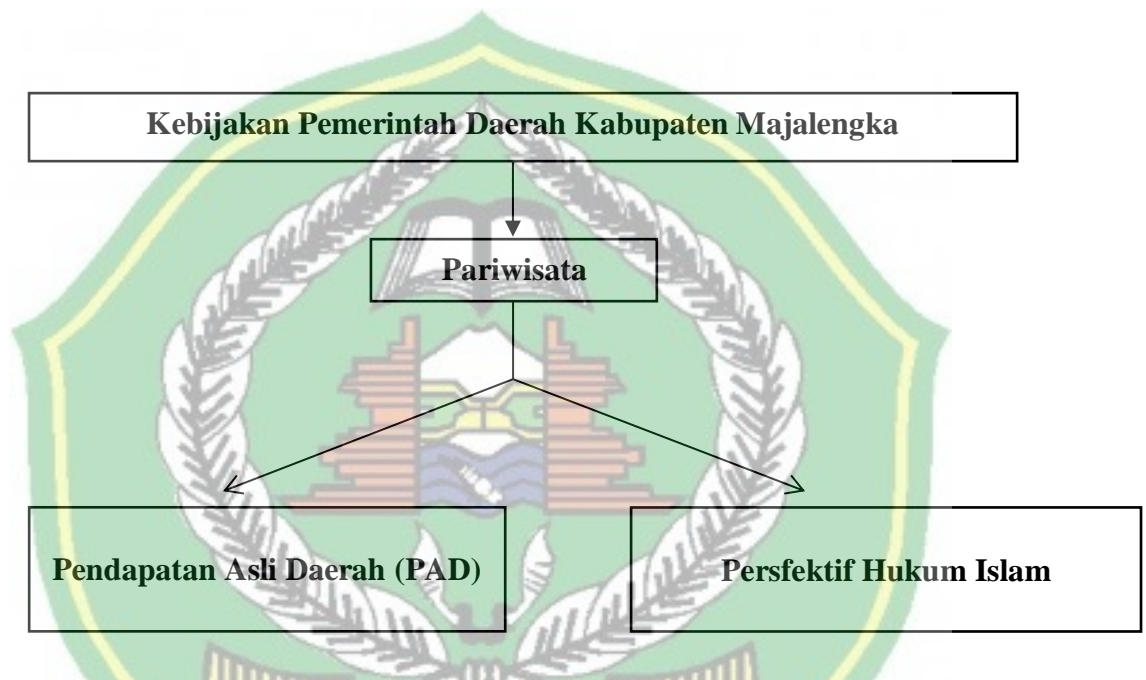 Kebijakan Pemerintah Daerah Kabupaten Majalengka
Pariwisata
Pendapatan Asli Daerah (PAD)
Persfektif Hukum Islam